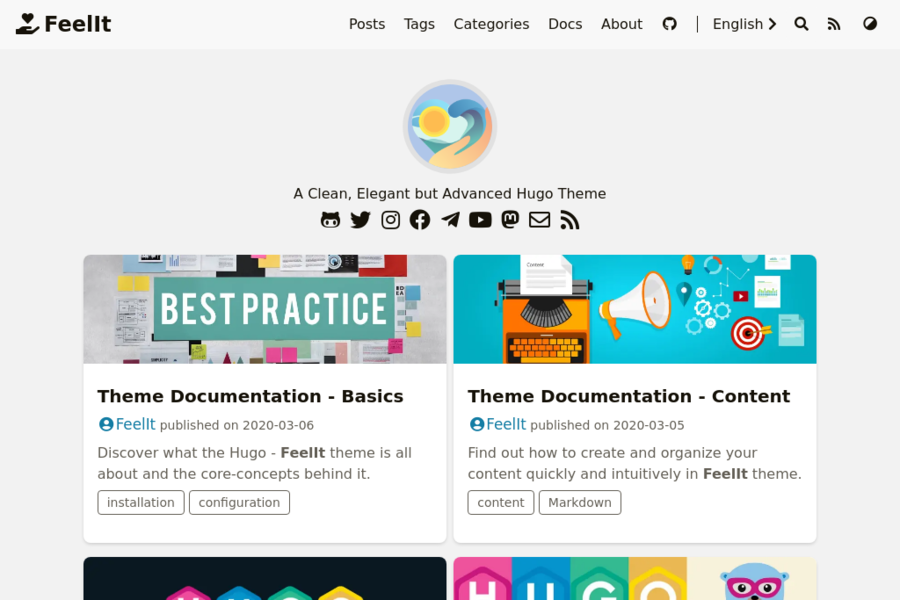 FeelIt
Posts Tags Categories Docs About English
A Clean, Elegant but Advanced Hugo Theme
BEST PRACTICE
Content
Theme Documentation - Basics
FeelIt published on 2020-03-06
Discover what the Hugo - FeelIt theme is all
about and the core-concepts behind it.
installation configuration
Theme Documentation - Content
FeelIt published on 2020-03-05
Find out how to create and organize your
content quickly and intuitively in FeelIt theme.
content Markdown
H U G O
H U G O